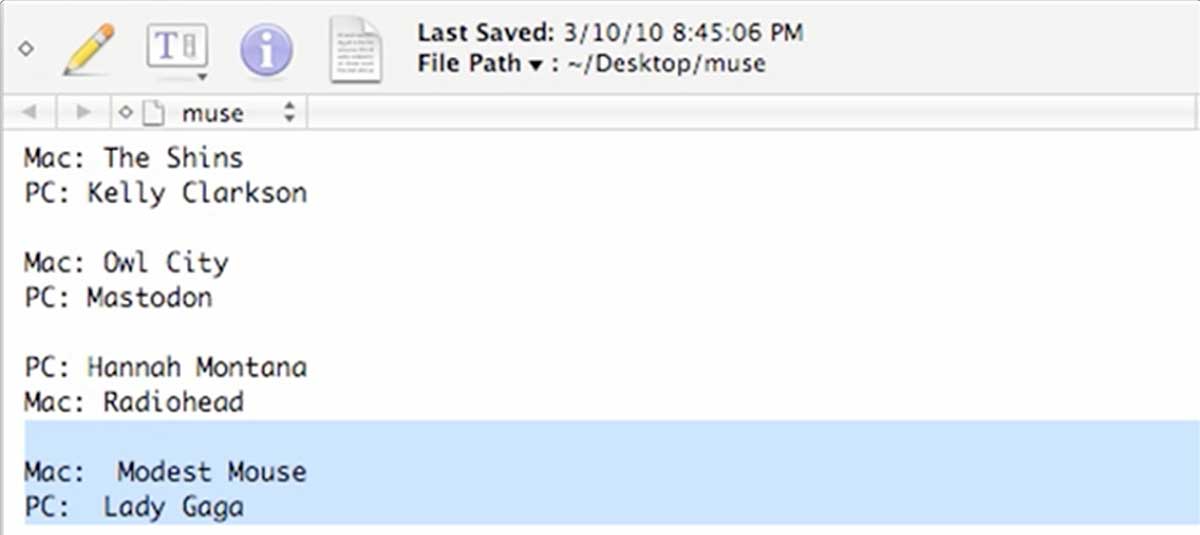 Last Saved: 3/10/10 8:45:06 PM
File Path ▾ : ~/Desktop/muse
muse
Mac: The Shins
PC: Kelly Clarkson

Mac: Owl City
PC: Mastodon

PC: Hannah Montana
Mac: Radiohead

Mac:  Modest Mouse
PC:  Lady Gaga